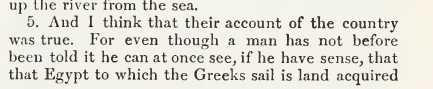 up the river from the sea.
5. And I think that their account of the country
was true. For even though a man has not before
been told it he can at once see, if he have sense, that
that Egypt to which the Greeks sail is land acquired